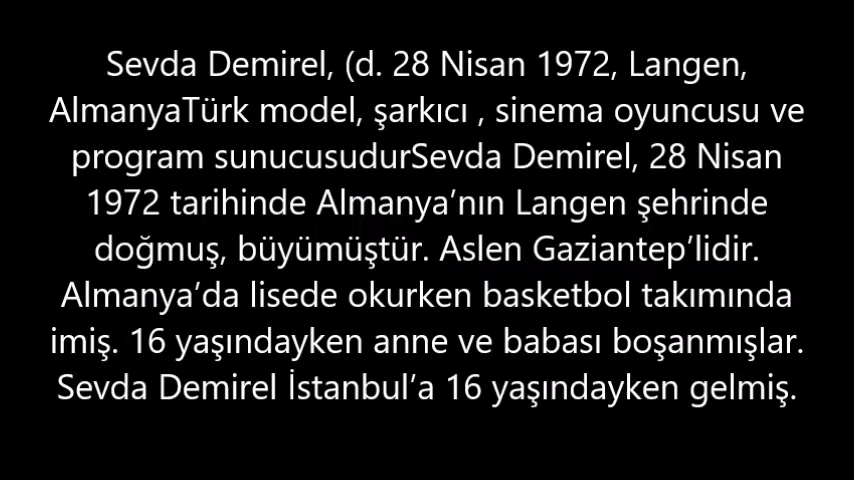 Sevda Demirel, (d. 28 Nisan 1972, Langen,
AlmanyaTürk model, şarkıcı , sinema oyuncusu ve
program sunucusudurSevda Demirel, 28 Nisan
1972 tarihinde Almanya’nın Langen şehrinde
doğmuş, büyümüştür. Aslen Gaziantep’lidir.
Almanya’da lisede okurken basketbol takımında
imiş. 16 yaşındayken anne ve babası boşanmışlar.
Sevda Demirel İstanbul’a 16 yaşındayken gelmiş.